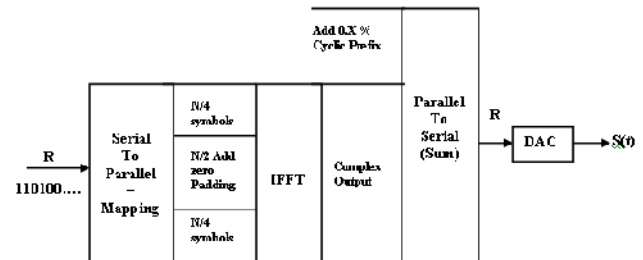 R
110100....
Serial
To
Parallel
–
Mapping
N/4
symbols
N/2 Add
zero
Padding
N/4
symbols
IFFT
Complex
Output
Add 0.X %
Cyclic Prefix
Parallel
To
Serial
(Sum)
R
DAC
S(t)